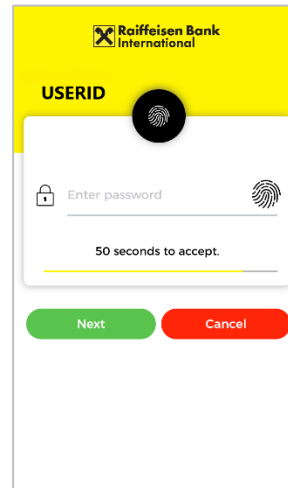 Raiffeisen Bank
International
USERID
Enter password
50 seconds to accept.
Next
Cancel